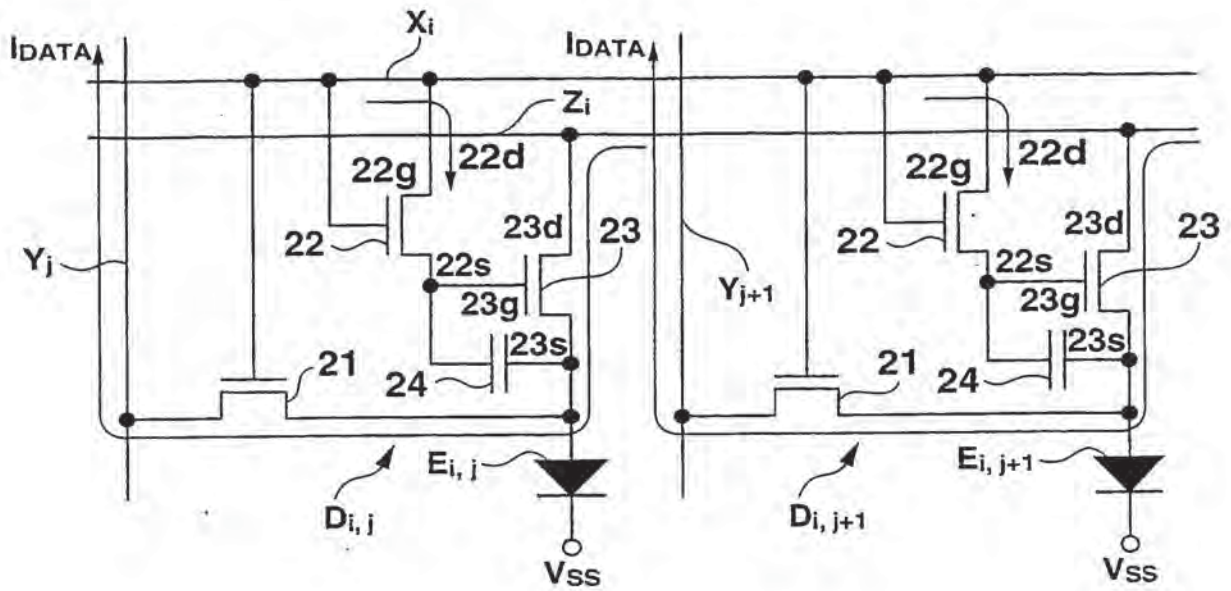 IDATA
Xi
IDATA
Zi
22g
22d
22g
22d
22
23d
23
22
23d
23
Yj
22s
Yj+1
22s
23g
23g
23s
23s
21
24
21
24
Ei, j
Ei, j+1
Di, j
Di, j+1
VSS
VSS